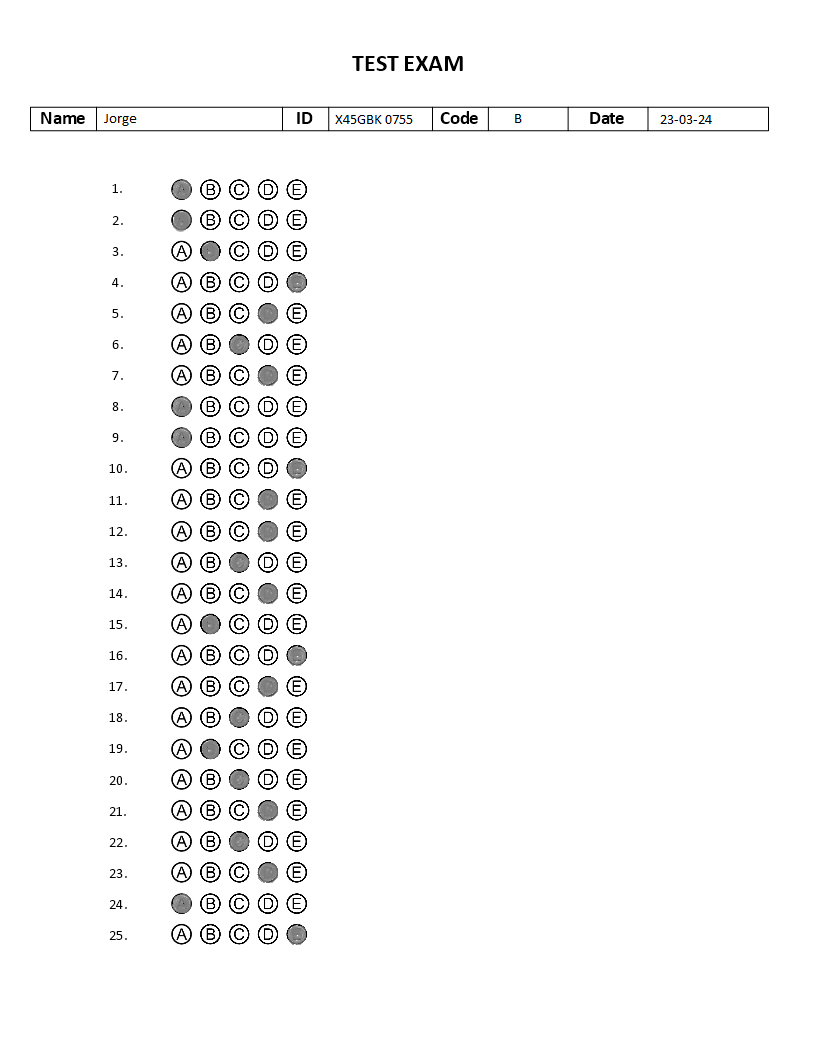 TEST EXAM
Name Jorge ID X45GBK 0755 Code B Date 23-03-24
1. B C D E
2. B C D E
3. A C D E
4. A B C D
5. A B C E
6. A B D E
7. A B C E
8. B C D E
9. B C D E
10. A B C D
11. A B C E
12. A B C E
13. A B D E
14. A B C E
15. A C D E
16. A B C D
17. A B C E
18. A B D E
19. A C D E
20. A B D E
21. A B C E
22. A B D E
23. A B C E
24. B C D E
25. A B C D